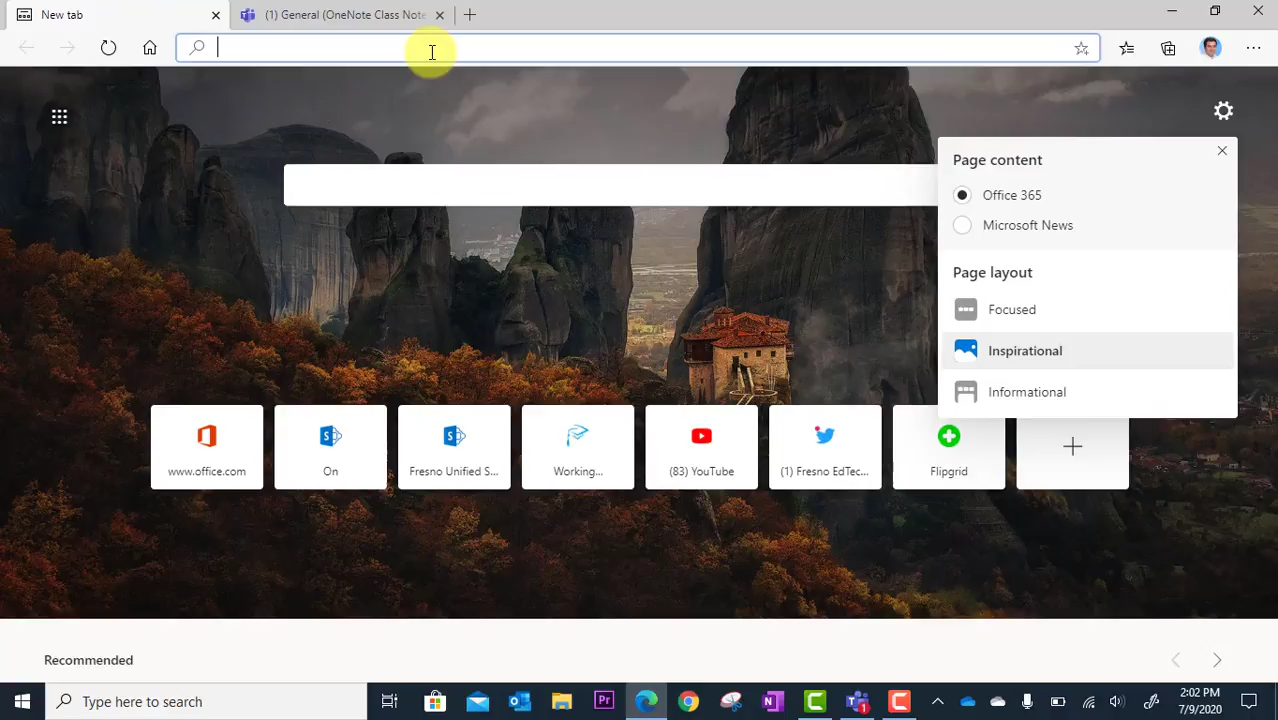 New tab
(1) General (OneNote Class Note
Page content
Office 365
Microsoft News
Page layout
Focused
Inspirational
Informational
www.office.com
On
Fresno Unified S...
Working...
(83) YouTube
(1) Fresno EdTec...
Flipgrid
Recommended
Type here to search
2:02 PM
7/9/2020